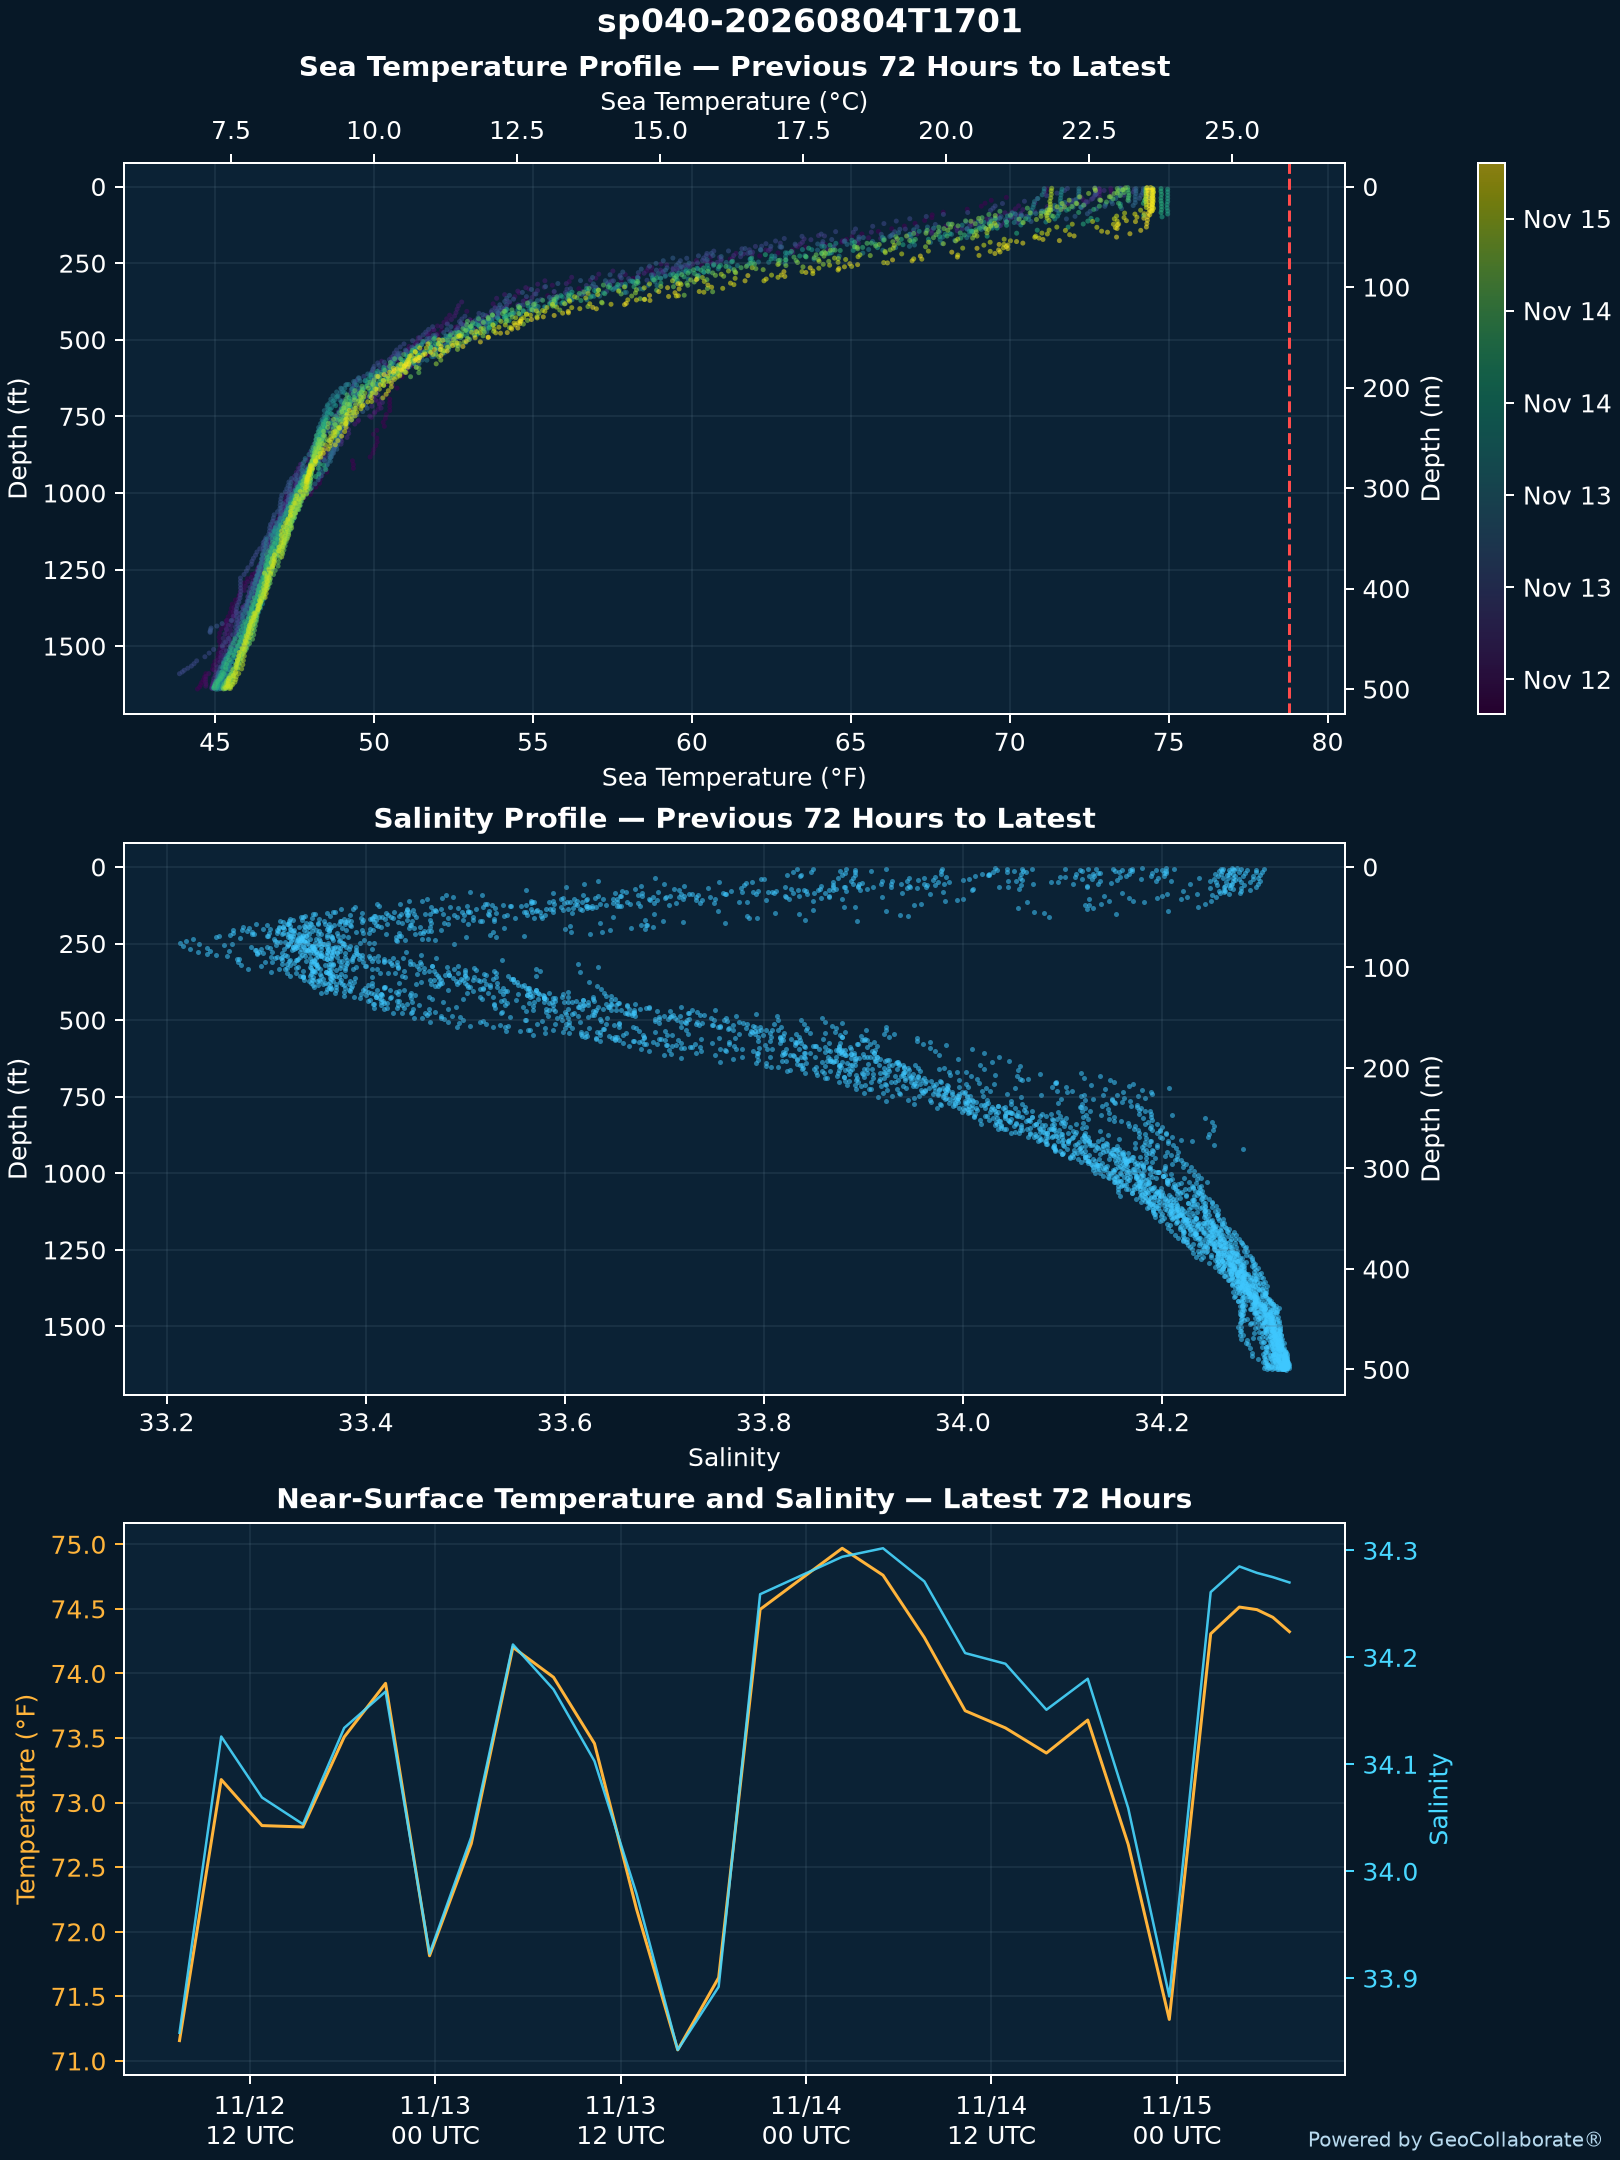 sp040-20260804T1701
Sea Temperature Profile — Previous 72 Hours to Latest
Sea Temperature (°C)
7.5 10.0 12.5 15.0 17.5 20.0 22.5 25.0
0
250
500
750
1000
1250
1500
Depth (ft)
0
100
200
300
400
500
Depth (m)
Nov 15
Nov 14
Nov 14
Nov 13
Nov 13
Nov 12
45 50 55 60 65 70 75 80
Sea Temperature (°F)
Salinity Profile — Previous 72 Hours to Latest
0
250
500
750
1000
1250
1500
Depth (ft)
0
100
200
300
400
500
Depth (m)
33.2 33.4 33.6 33.8 34.0 34.2
Salinity
Near-Surface Temperature and Salinity — Latest 72 Hours
75.0
74.5
74.0
73.5
73.0
72.5
72.0
71.5
71.0
Temperature (°F)
34.3
34.2
34.1
34.0
33.9
Salinity
11/12 11/13 11/13 11/14 11/14 11/15
12 UTC 00 UTC 12 UTC 00 UTC 12 UTC 00 UTC
Powered by GeoCollaborate®